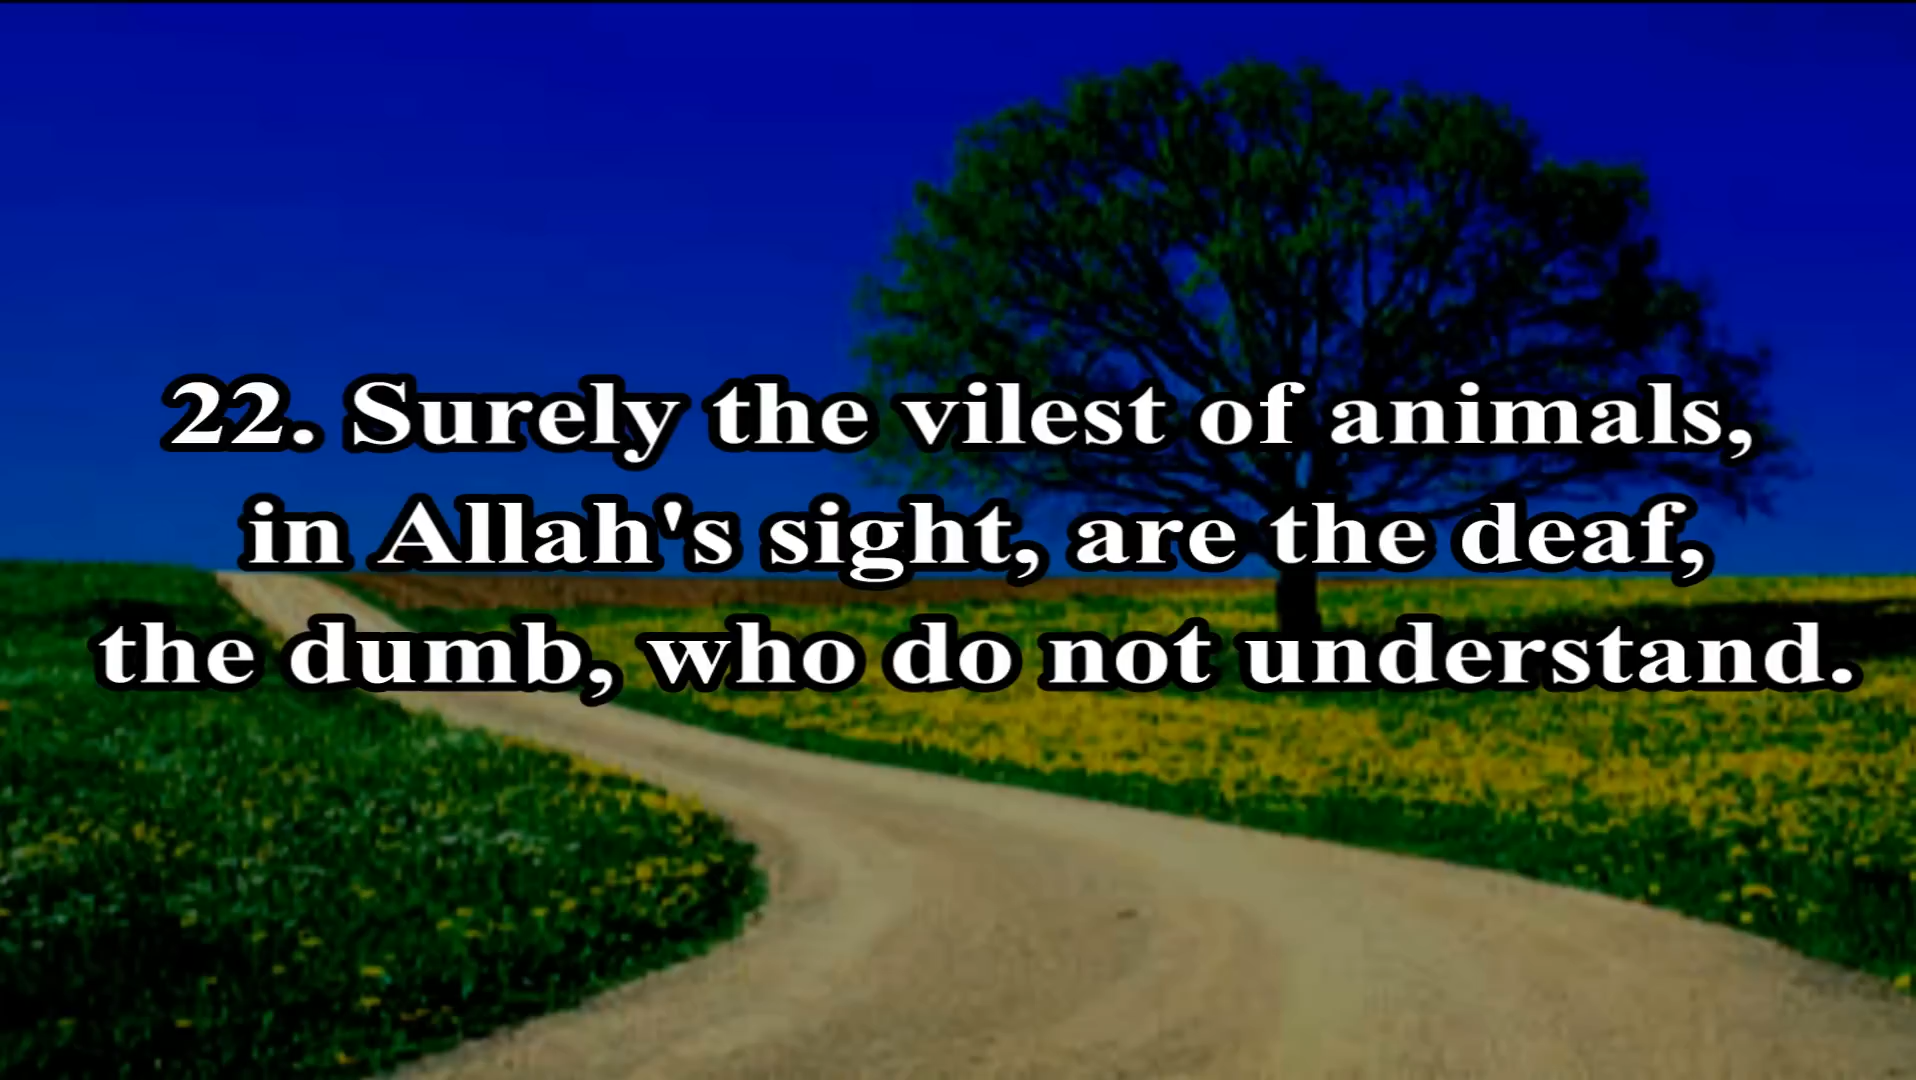 22. Surely the vilest of animals,
in Allah's sight, are the deaf,
the dumb, who do not understand.